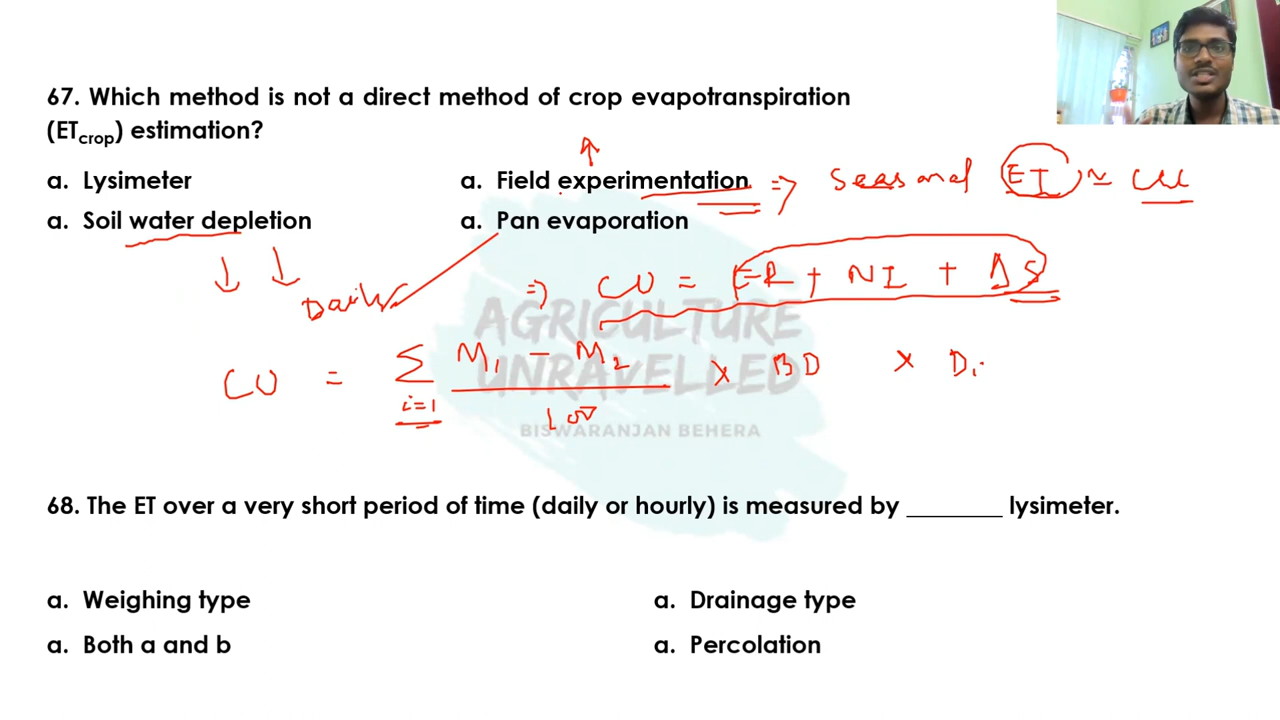 67. Which method is not a direct method of crop evapotranspiration
(ETcrop) estimation?
a. Lysimeter
a. Field experimentation ⇒ Seasonal ET ≈ CU
a. Soil water depletion
a. Pan evaporation
⇒ CU = ER + NI + ΔS
Daily
CU = Σ i=1 M1 - M2 / 100 × BD × Di
AGRICULTURE
UNRAVELLED
BISWARANJAN BEHERA
68. The ET over a very short period of time (daily or hourly) is measured by ________ lysimeter.
a. Weighing type
a. Drainage type
a. Both a and b
a. Percolation